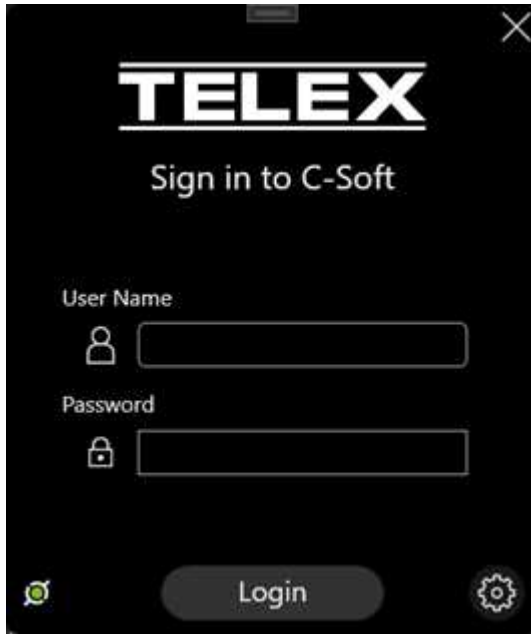 TELEX
Sign in to C-Soft
User Name
Password
Login